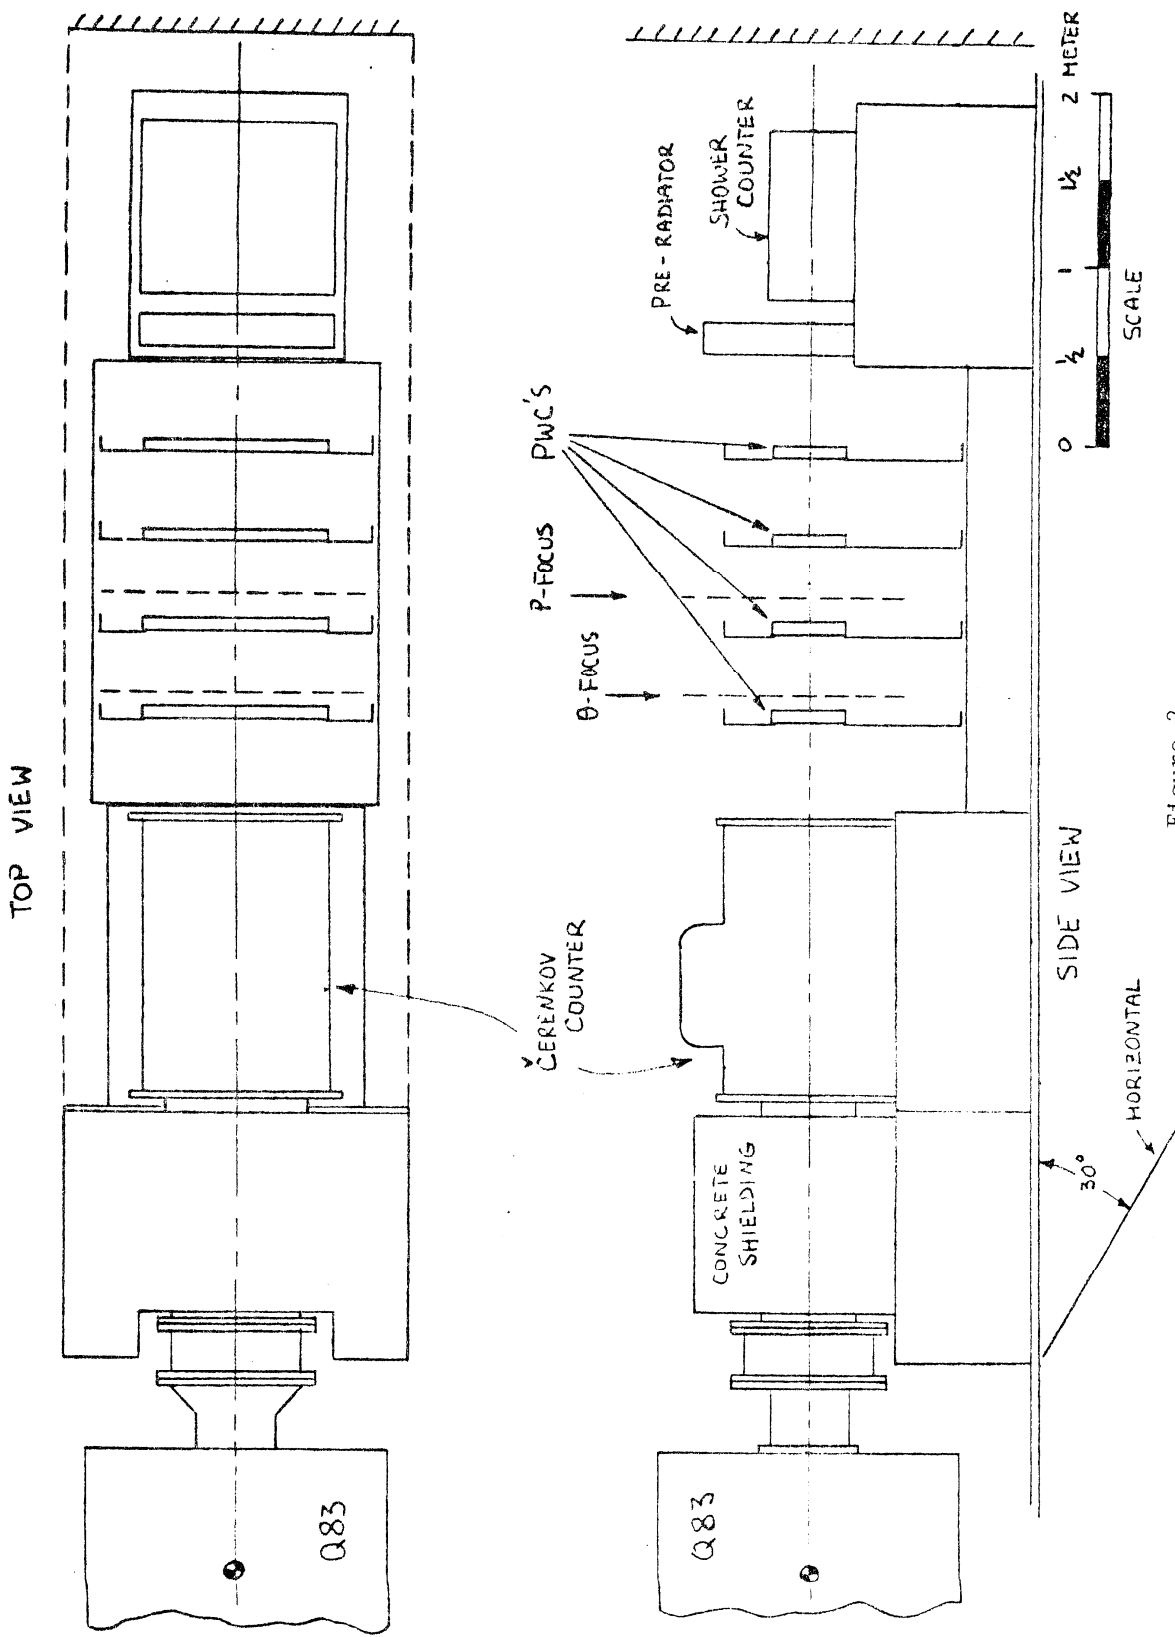 TOP VIEW
Q83
ČERENKOV
COUNTER
θ-FOCUS
P-FOCUS
PWC'S
PRE-RADIATOR
SHOWER
COUNTER
CONCRETE
SHIELDING
Q83
SIDE VIEW
30°
HORIZONTAL
0
½
1
1½
2 METER
SCALE
Figure